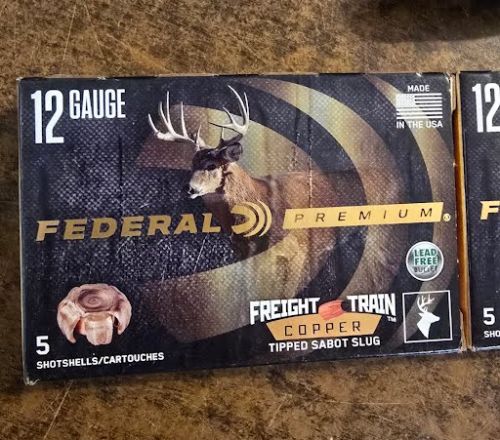 12 GAUGE
MADE
IN THE USA
FEDERAL PREMIUM®
LEAD
FREE
BULLET
FREIGHT TRAIN™
COPPER
TIPPED SABOT SLUG
5
SHOTSHELLS/CARTOUCHES
12
F
5
SHO